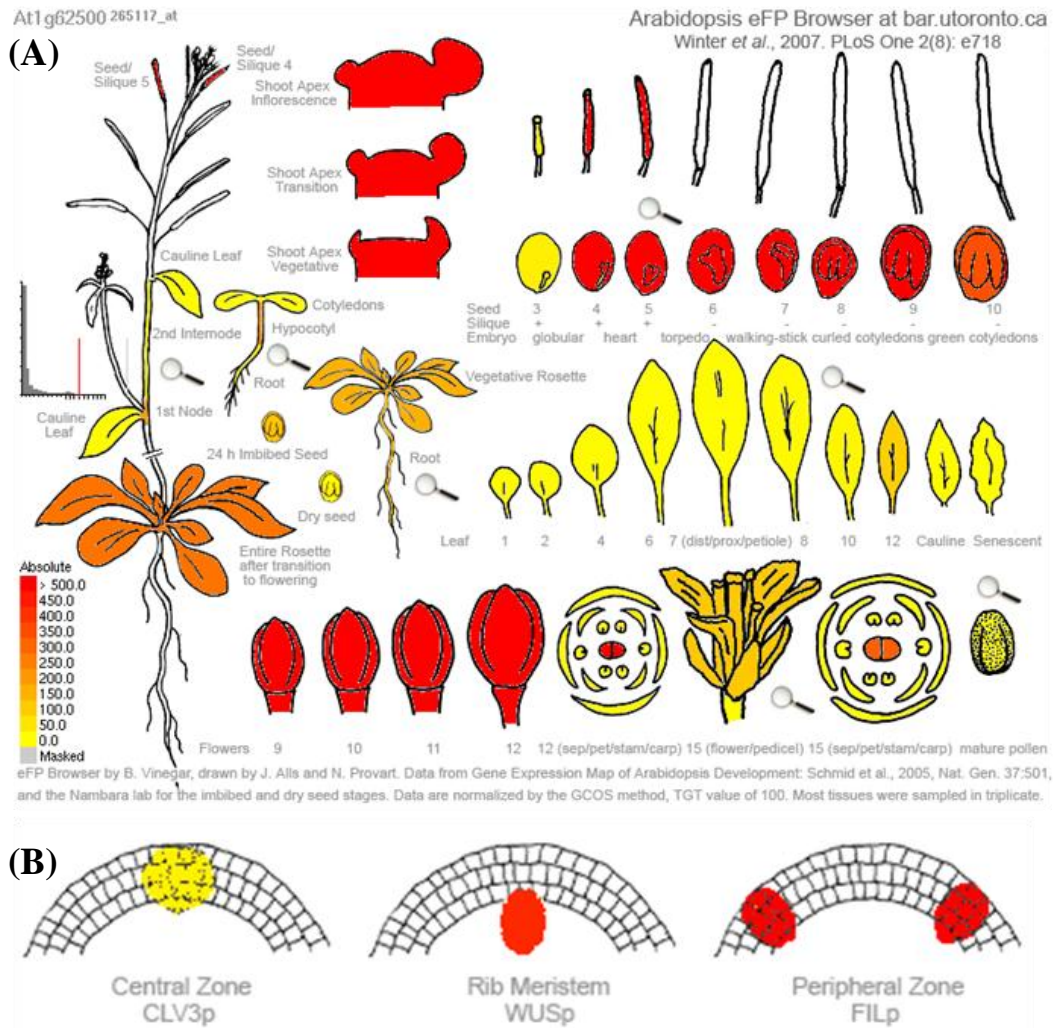 At1g62500 265117_at
Arabidopsis eFP Browser at bar.utoronto.ca
Winter et al., 2007. PLoS One 2(8): e718
(A)
Seed/
Silique 5
Seed/
Silique 4
Shoot Apex
Inflorescence
Shoot Apex
Transition
Shoot Apex
Vegetative
Cauline Leaf
Cotyledons
2nd Internode
Hypocotyl
Root
Vegetative Rosette
Cauline
Leaf
1st Node
24 h Imbibed Seed
Root
Dry seed
Entire Rosette
after transition
to flowering
Seed 3 4 5 6 7 8 9 10
Silique + + + - - - - -
Embryo globular heart torpedo walking-stick curled cotyledons green cotyledons
Leaf 1 2 4 6 7 (dist/prox/petiole) 8 10 12 Cauline Senescent
Absolute
> 500.0
450.0
400.0
350.0
300.0
250.0
200.0
150.0
100.0
50.0
0.0
Masked
Flowers 9 10 11 12 12 (sep/pet/stam/carp) 15 (flower/pedicel) 15 (sep/pet/stam/carp) mature pollen
eFP Browser by B. Vinegar, drawn by J. Alls and N. Provart. Data from Gene Expression Map of Arabidopsis Development: Schmid et al., 2005, Nat. Gen. 37:501,
and the Nambara lab for the imbibed and dry seed stages. Data are normalized by the GCOS method, TGT value of 100. Most tissues were sampled in triplicate.
(B)
Central Zone
CLV3p
Rib Meristem
WUSp
Peripheral Zone
FILp